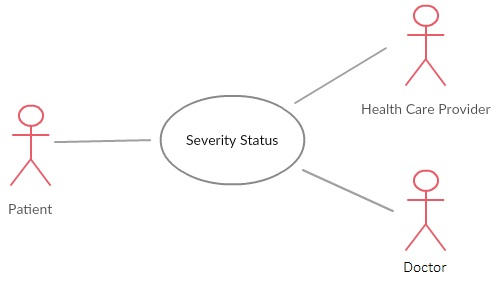 Health Care Provider
Severity Status
Patient
Doctor